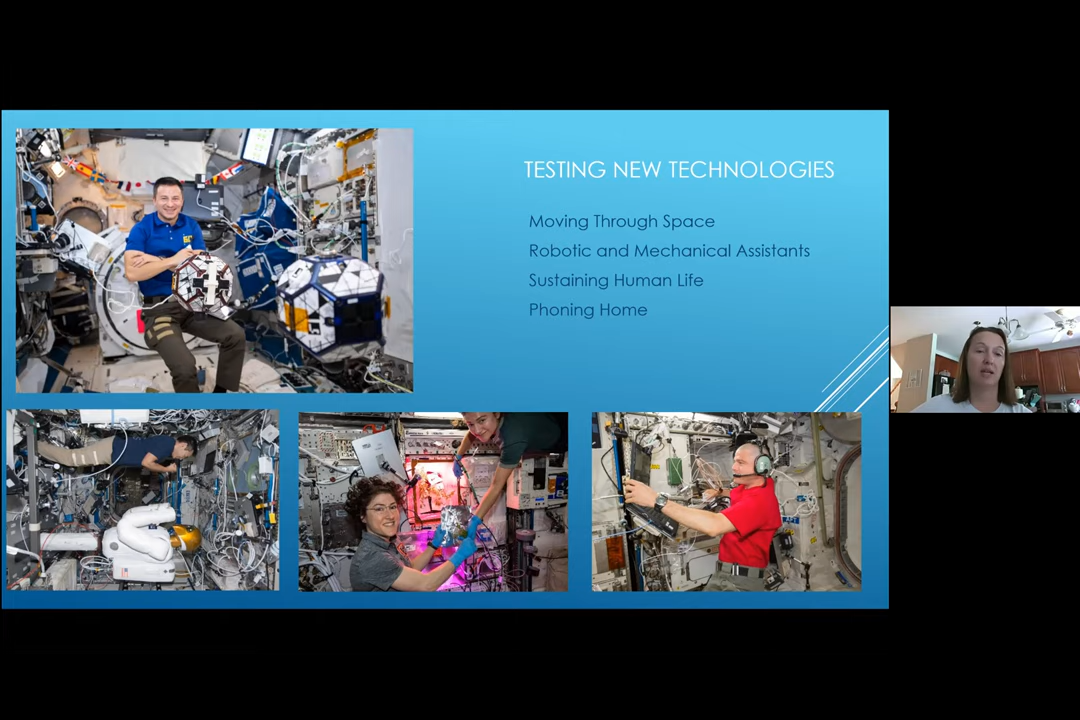 TESTING NEW TECHNOLOGIES
Moving Through Space
Robotic and Mechanical Assistants
Sustaining Human Life
Phoning Home